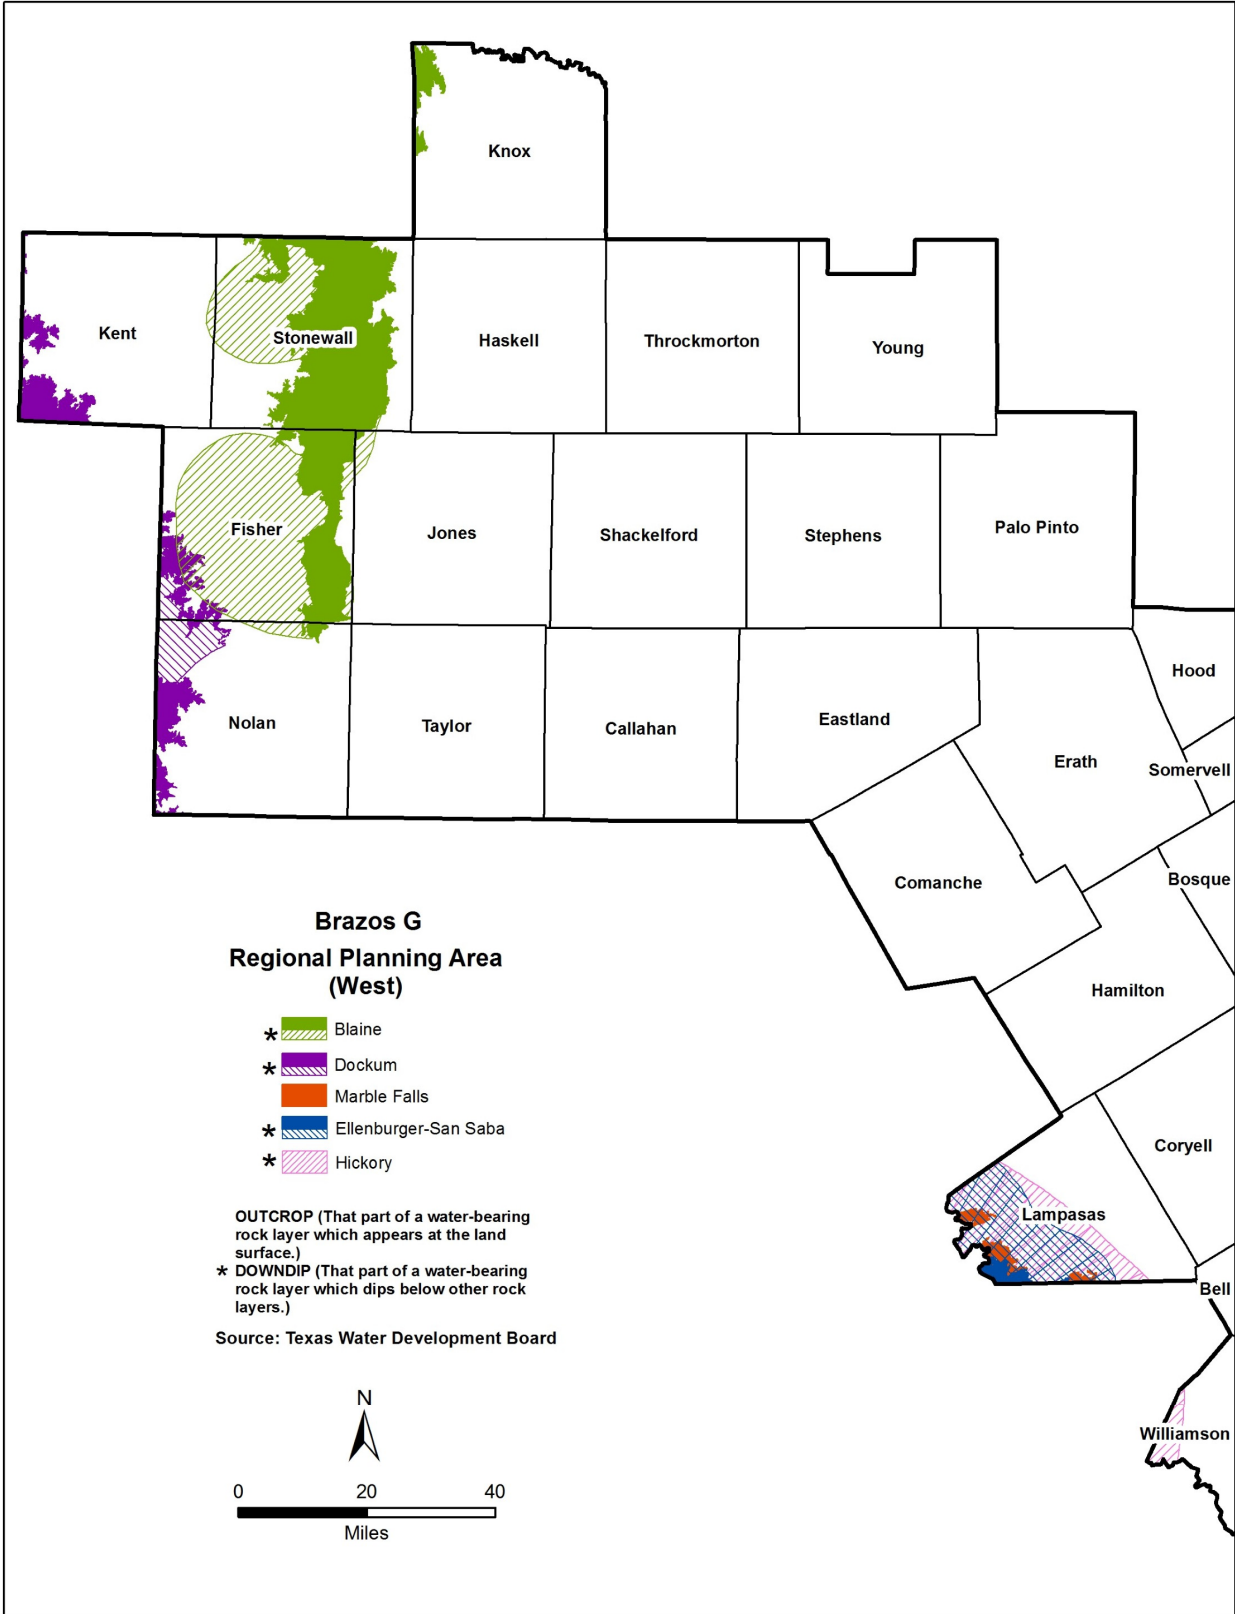 Knox
Kent
Stonewall
Haskell
Throckmorton
Young
Fisher
Jones
Shackelford
Stephens
Palo Pinto
Hood
Nolan
Taylor
Callahan
Eastland
Erath
Somervell
Comanche
Bosque
Hamilton
Coryell
Lampasas
Bell
Williamson
Brazos G
Regional Planning Area
(West)
* Blaine
* Dockum
Marble Falls
* Ellenburger-San Saba
* Hickory
OUTCROP (That part of a water-bearing
rock layer which appears at the land
surface.)
* DOWNDIP (That part of a water-bearing
rock layer which dips below other rock
layers.)
Source: Texas Water Development Board
N
0 20 40
Miles